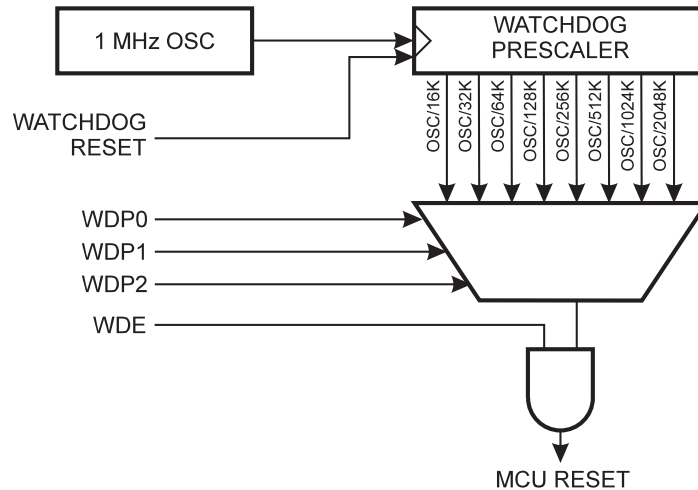 1 MHz OSC
WATCHDOG
PRESCALER
OSC/16K
OSC/32K
OSC/64K
OSC/128K
OSC/256K
OSC/512K
OSC/1024K
OSC/2048K
WATCHDOG
RESET
WDP0
WDP1
WDP2
WDE
MCU RESET